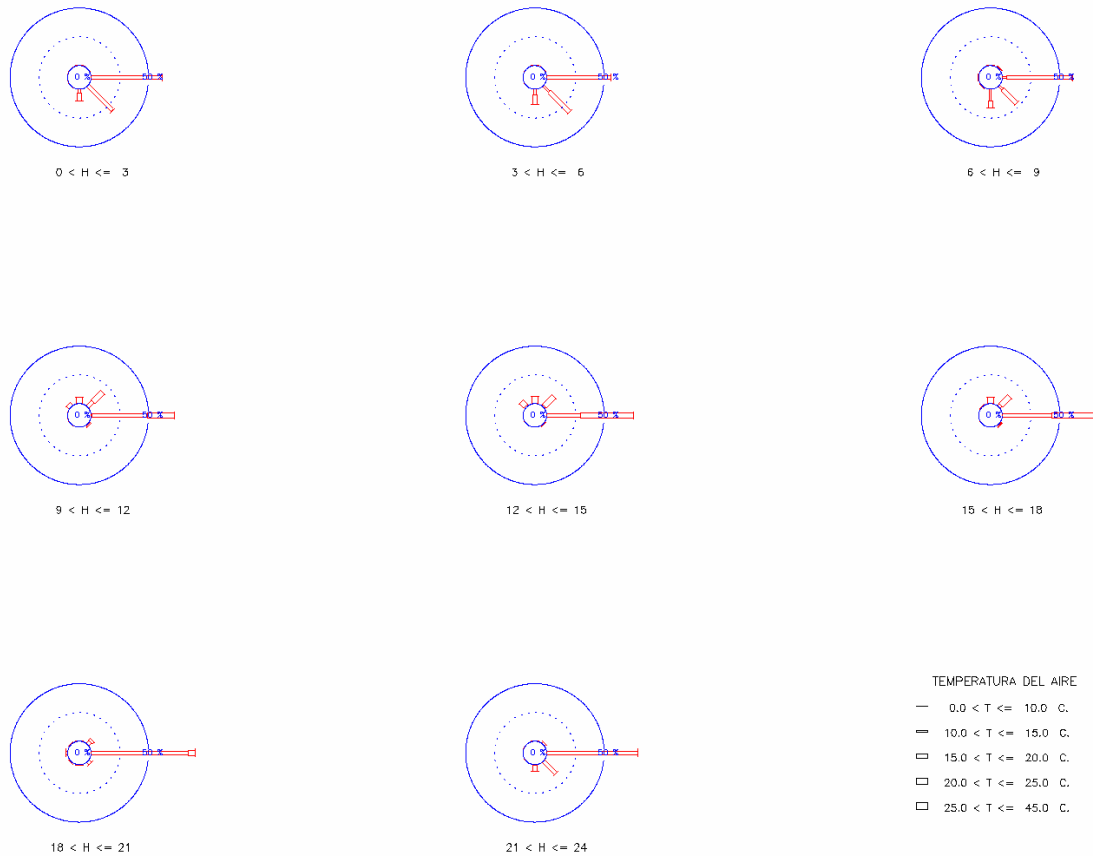 0 % 50 %
0 % 50 %
0 % 50 %
0 < H <= 3
3 < H <= 6
6 < H <= 9
0 % 50 %
0 % 50 %
0 % 50 %
9 < H <= 12
12 < H <= 15
15 < H <= 18
0 % 50 %
0 % 50 %
18 < H <= 21
21 < H <= 24
TEMPERATURA DEL AIRE
0.0 < T <= 10.0 C.
10.0 < T <= 15.0 C.
15.0 < T <= 20.0 C.
20.0 < T <= 25.0 C.
25.0 < T <= 45.0 C.